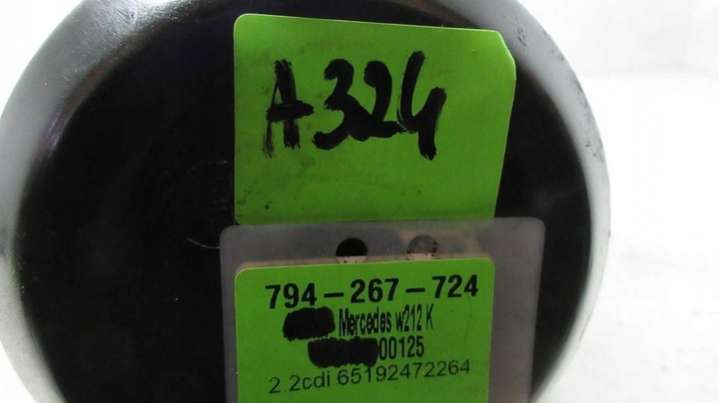 A324
794-267-724
Mercedes w212 K
00125
2.2cdi 65192472264